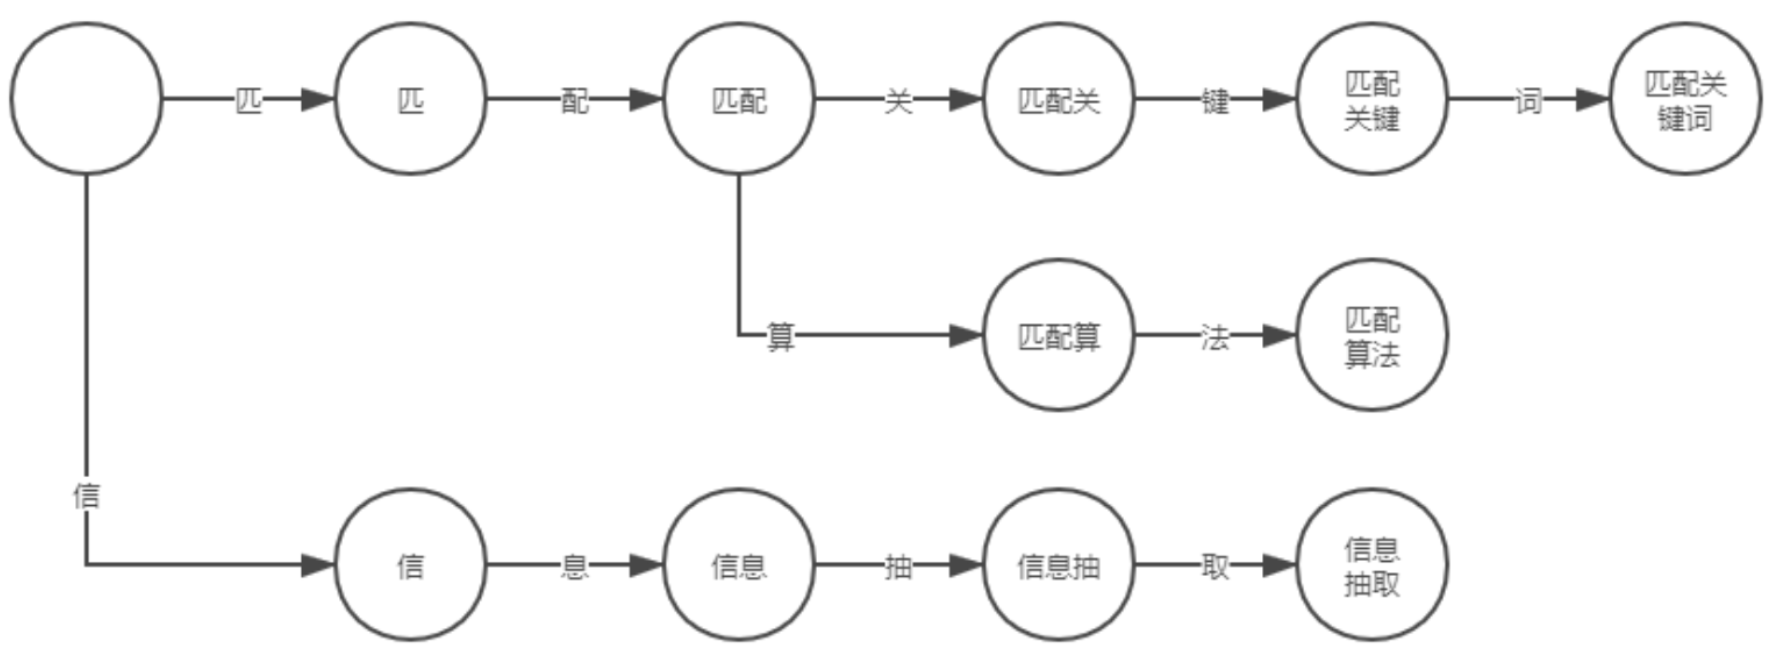 匹
匹
配
匹配
关
匹配关
键
匹配
关键
词
匹配关
键词
算
匹配算
法
匹配
算法
信
信
息
信息
抽
信息抽
取
信息
抽取